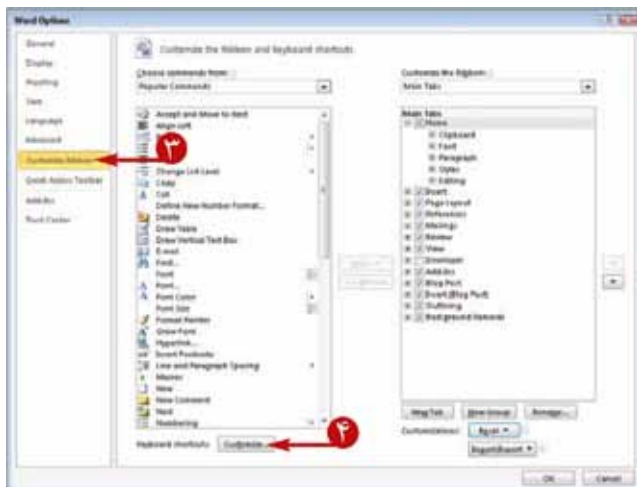 Word Options
General
Display
Proofing
Save
Language
Advanced
Customize Ribbon
Quick Access Toolbar
Add-Ins
Trust Center
Customize the Ribbon and keyboard shortcuts.
Choose commands from:
Popular Commands
Accept and Move to Next
Align Left
Change List Level
Copy
Cut
Define New Number Format...
Delete
Draw Table
Draw Vertical Text Box
E-mail
Find...
Font
Font...
Font Color
Font Size
Format Painter
Grow Font
Hyperlink...
Insert Footnote
Line and Paragraph Spacing
Macros
New
New Comment
Next
Numbering
Keyboard shortcuts: Customize...
Customize the Ribbon:
Main Tabs
Main Tabs
Home
Clipboard
Font
Paragraph
Styles
Editing
Insert
Page Layout
References
Mailings
Review
View
Developer
Add-Ins
Blog Post
Insert (Blog Post)
Outlining
Background Removal
New Tab New Group Rename...
Customizations: Reset
Import/Export
OK Cancel
۳
۴